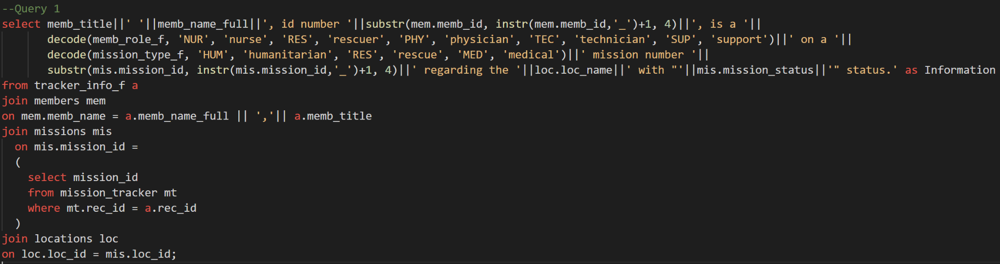 --Query 1
select memb_title||' '||memb_name_full||', id number '||substr(mem.memb_id, instr(mem.memb_id,'_')+1, 4)||', is a '||
decode(memb_role_f, 'NUR', 'nurse', 'RES', 'rescuer', 'PHY', 'physician', 'TEC', 'technician', 'SUP', 'support')||' on a '||
decode(mission_type_f, 'HUM', 'humanitarian', 'RES', 'rescue', 'MED', 'medical')||' mission number '||
substr(mis.mission_id, instr(mis.mission_id,'_')+1, 4)||' regarding the '||loc.loc_name||' with "'||mis.mission_status||'" status.' as Information
from tracker_info_f a
join members mem
on mem.memb_name = a.memb_name_full || ','|| a.memb_title
join missions mis
on mis.mission_id =
(
select mission_id
from mission_tracker mt
where mt.rec_id = a.rec_id
)
join locations loc
on loc.loc_id = mis.loc_id;